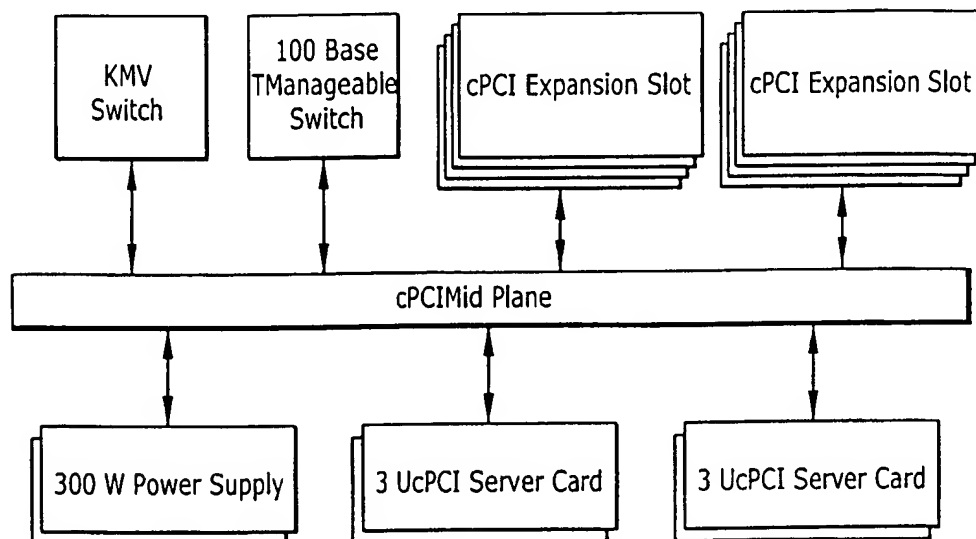 KMV
Switch
100 Base
TManageable
Switch
cPCI Expansion Slot
cPCI Expansion Slot
cPCIMid Plane
300 W Power Supply
3 UcPCI Server Card
3 UcPCI Server Card